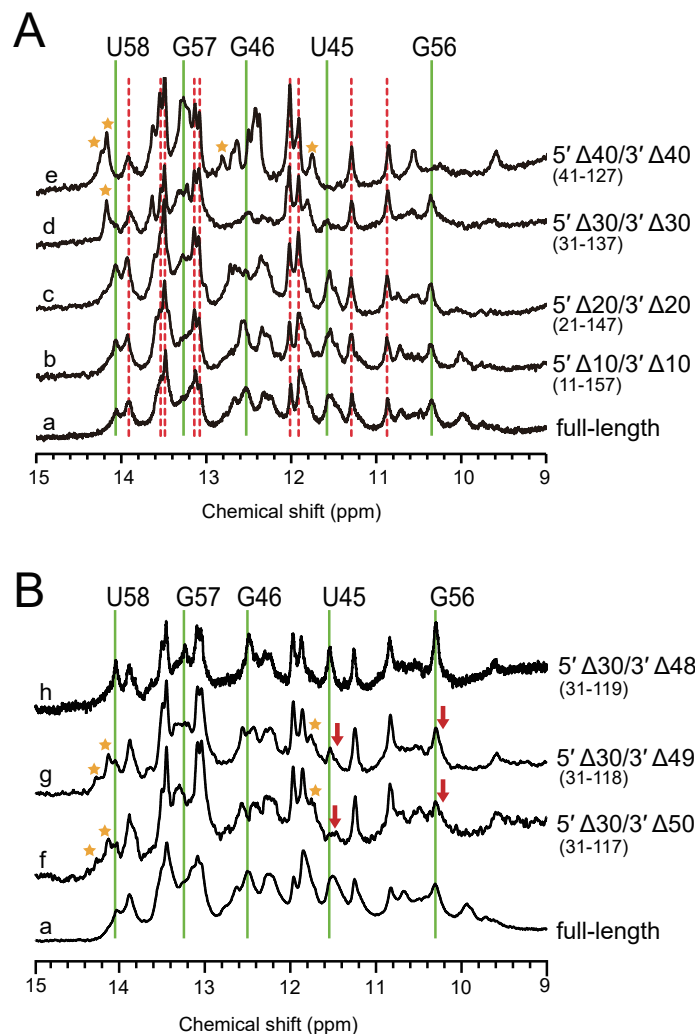 A
U58 G57 G46 U45 G56
e
5′ Δ40/3′ Δ40
(41-127)
d
5′ Δ30/3′ Δ30
(31-137)
c
5′ Δ20/3′ Δ20
(21-147)
b
5′ Δ10/3′ Δ10
(11-157)
a
full-length
15 14 13 12 11 10 9
Chemical shift (ppm)
B
U58 G57 G46 U45 G56
h
5′ Δ30/3′ Δ48
(31-119)
g
5′ Δ30/3′ Δ49
(31-118)
f
5′ Δ30/3′ Δ50
(31-117)
a
full-length
15 14 13 12 11 10 9
Chemical shift (ppm)